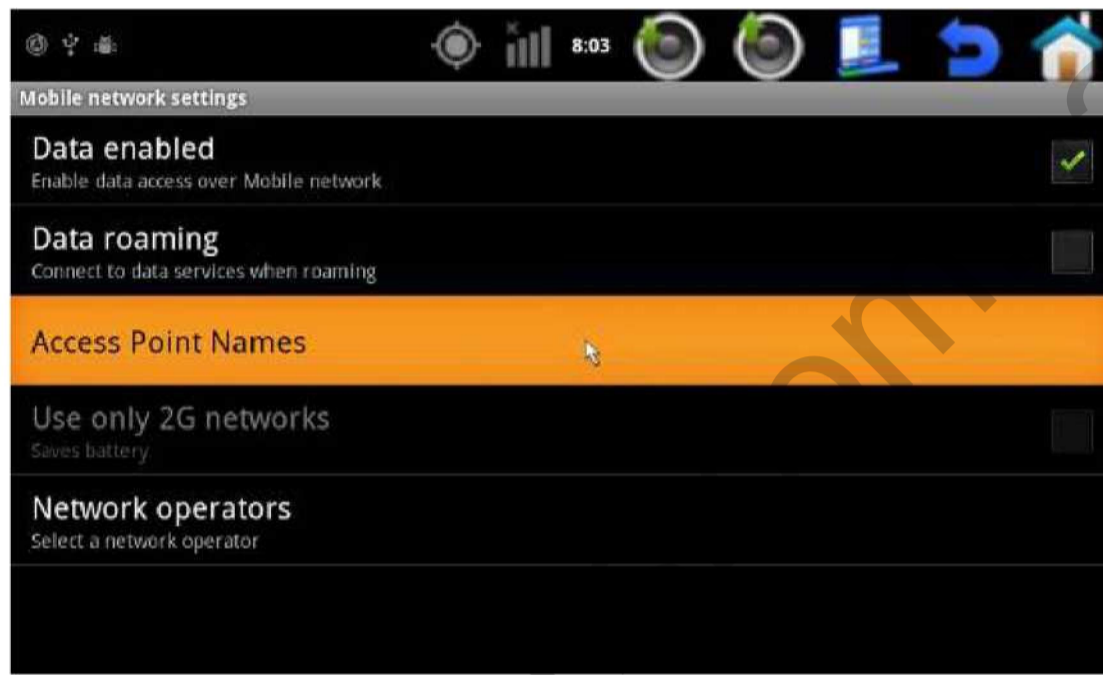 8:03
Mobile network settings
Data enabled
Enable data access over Mobile network
Data roaming
Connect to data services when roaming
Access Point Names
Use only 2G networks
Saves battery
Network operators
Select a network operator